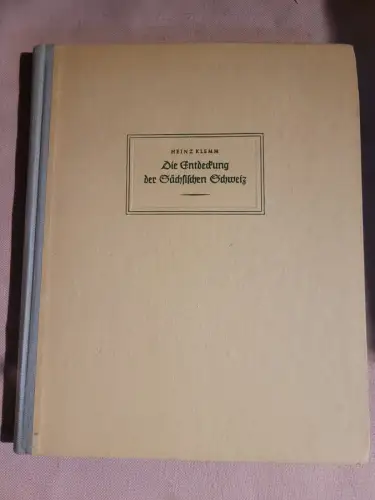 HEINZ KLEMM
Die Entdeckung
der Sächsischen Schweiz